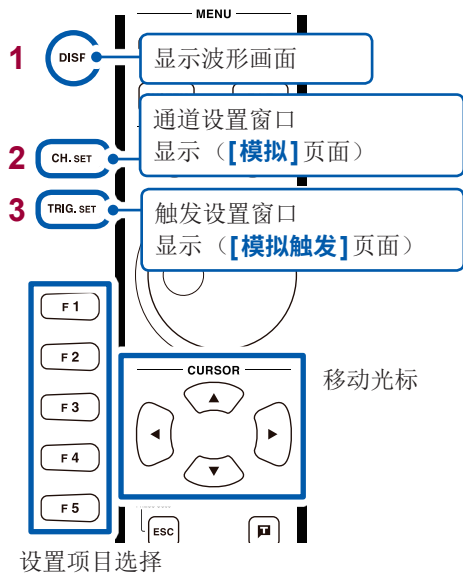 MENU
1
DISP
显示波形画面
通道设置窗口
2
CH. SET
显示（[模拟]页面）
3
TRIG. SET
触发设置窗口
显示（[模拟触发]页面）
F 1
F 2
F 3
F 4
F 5
CURSOR
移动光标
ESC
T
设置项目选择